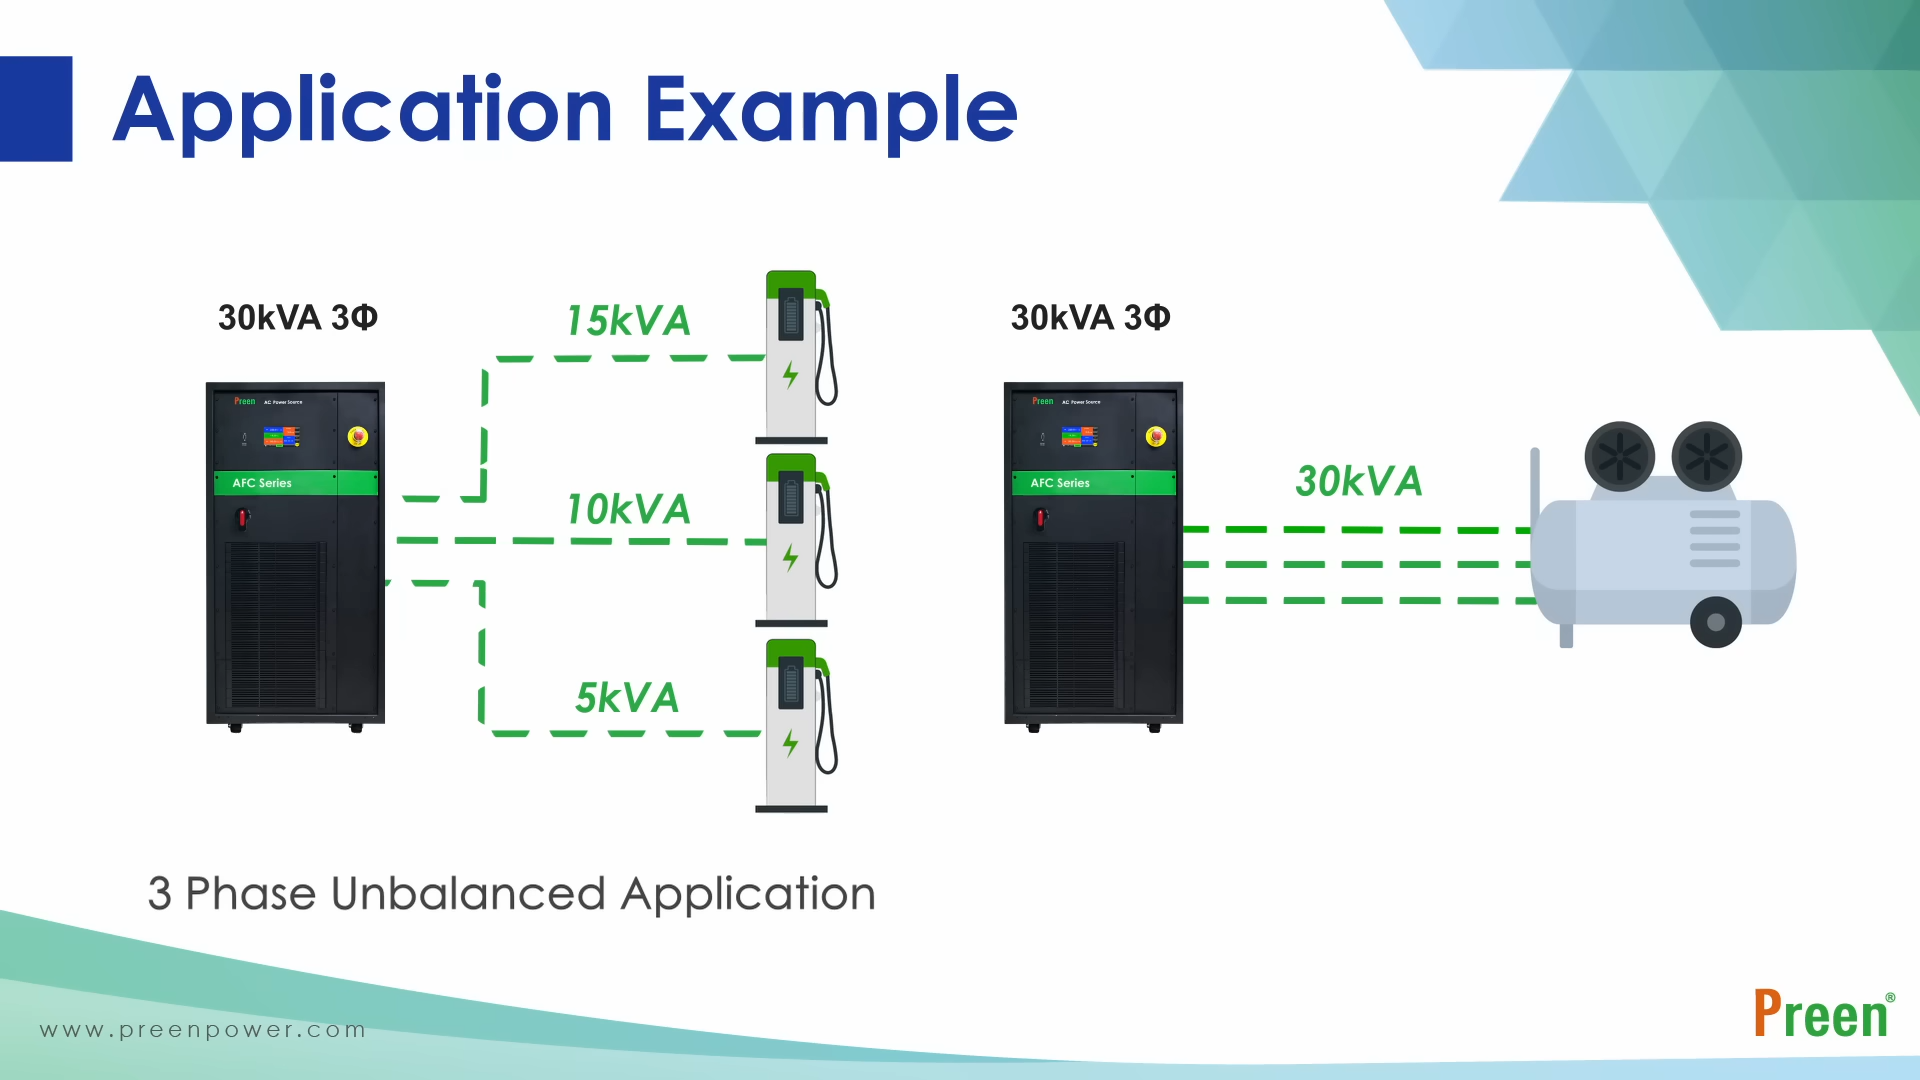 Application Example
30kVA 3Φ
15kVA
30kVA 3Φ
Preen AC Power Source
AFC Series
10kVA
5kVA
Preen AC Power Source
AFC Series
30kVA
3 Phase Unbalanced Application
www.preenpower.com
Preen®